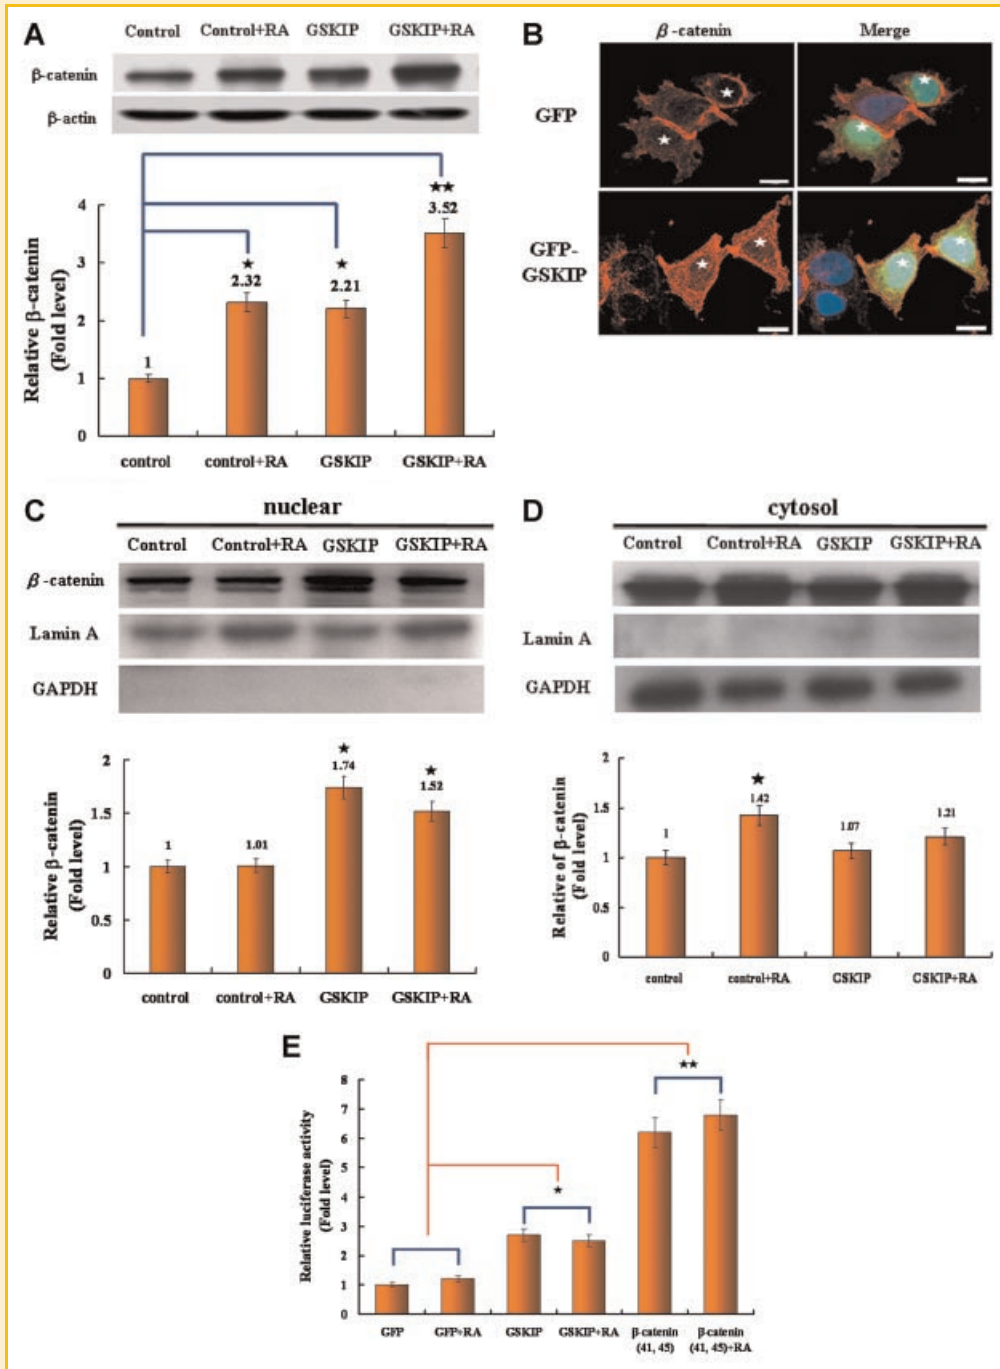 A
Control Control+RA GSKIP GSKIP+RA
β-catenin
β-actin
Relative β-catenin
(Fold level)
4
3
2
1
0
1
★
2.32
★
2.21
★★
3.52
control control+RA GSKIP GSKIP+RA
B
β-catenin Merge
GFP
GFP-
GSKIP
C
nuclear
Control Control+RA GSKIP GSKIP+RA
β-catenin
Lamin A
GAPDH
Relative β-catenin
(Fold level)
2
1.5
1
0.5
0
1
1.01
★
1.74
★
1.52
control control+RA GSKIP GSKIP+RA
D
cytosol
Control Control+RA GSKIP GSKIP+RA
Lamin A
GAPDH
Relative of β-catenin
(Fold level)
2
1.5
1
0.5
0
1
★
1.42
1.07
1.21
control control+RA GSKIP GSKIP+RA
E
Relative luciferase activity
(Fold level)
8
7
6
5
4
3
2
1
0
★
★★
GFP GFP+RA GSKIP GSKIP+RA β-catenin β-catenin
(41, 45) (41, 45)+RA